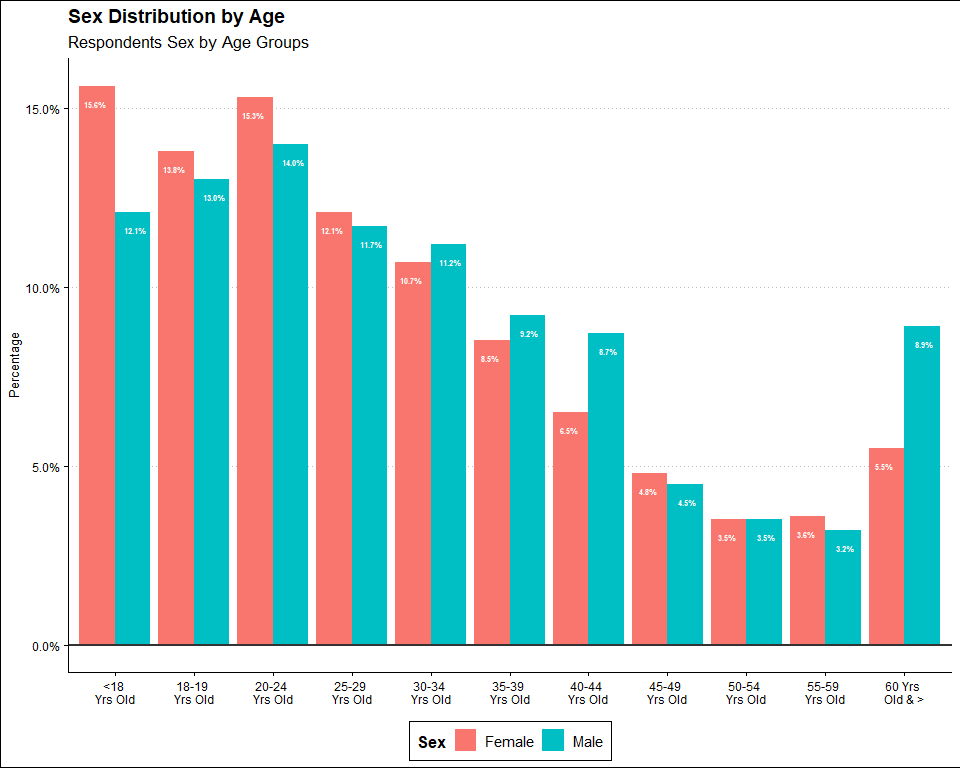 Sex Distribution by Age
Respondents Sex by Age Groups
Percentage
15.0%
10.0%
5.0%
0.0%
15.6%
12.1%
13.8%
13.0%
15.3%
14.0%
12.1%
11.7%
10.7%
11.2%
8.5%
9.2%
6.5%
8.7%
4.8%
4.5%
3.5%
3.5%
3.6%
3.2%
5.5%
8.9%
<18
Yrs Old
18-19
Yrs Old
20-24
Yrs Old
25-29
Yrs Old
30-34
Yrs Old
35-39
Yrs Old
40-44
Yrs Old
45-49
Yrs Old
50-54
Yrs Old
55-59
Yrs Old
60 Yrs
Old & >
Sex Female Male